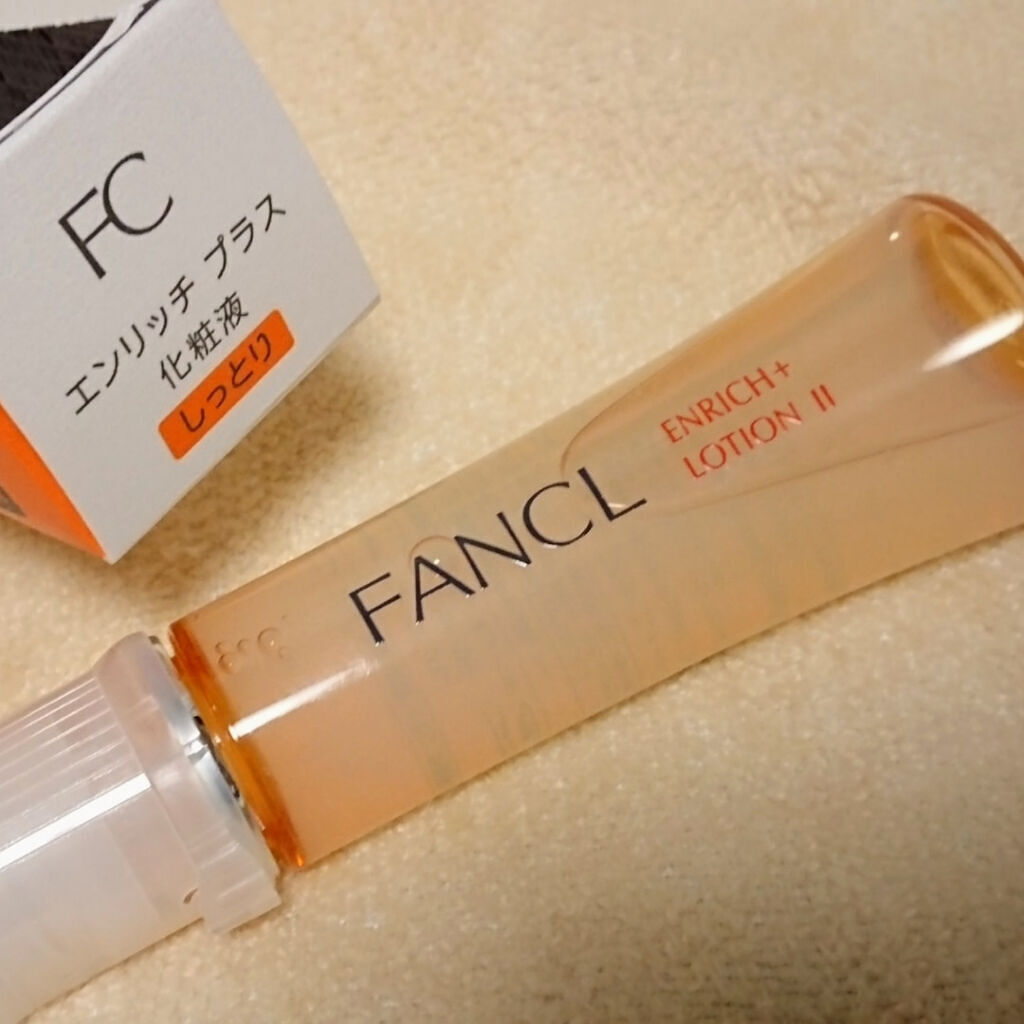 FC
エンリッチ プラス
化粧液
しっとり
FANCL
ENRICH+
LOTION II